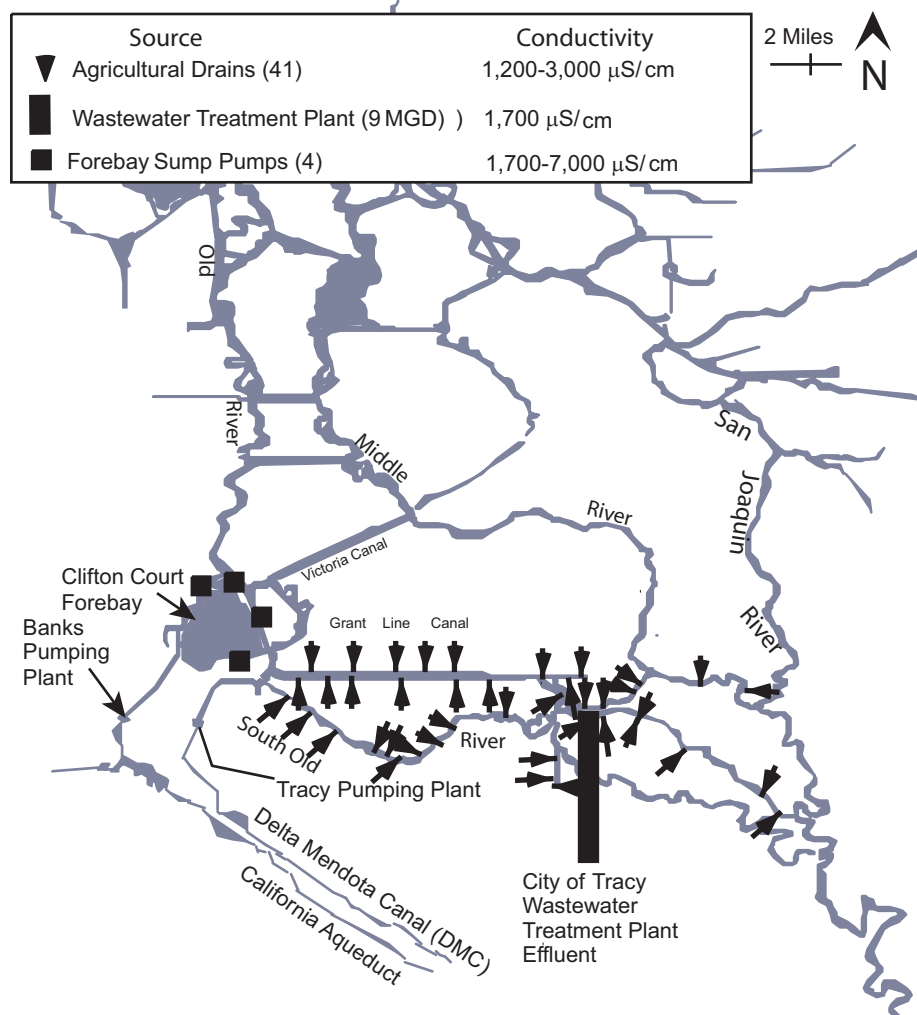 Source Conductivity
Agricultural Drains (41) 1,200-3,000 µS/cm
Wastewater Treatment Plant (9 MGD) ) 1,700 µS/cm
Forebay Sump Pumps (4) 1,700-7,000 µS/cm
2 Miles
N
Old
River
Middle
River
San
Joaquin
River
Victoria Canal
Clifton Court
Forebay
Banks
Pumping
Plant
Grant Line Canal
South Old
River
Tracy Pumping Plant
Delta Mendota Canal (DMC)
California Aqueduct
City of Tracy
Wastewater
Treatment Plant
Effluent